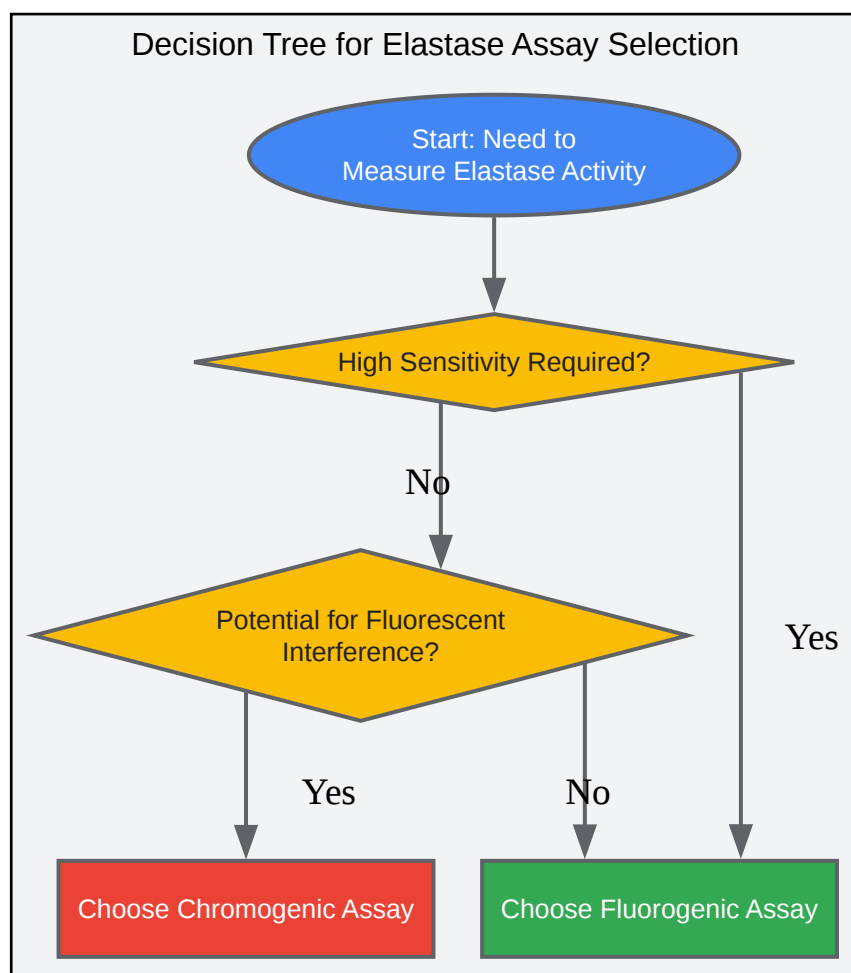 Decision Tree for Elastase Assay Selection
Start: Need to
Measure Elastase Activity
High Sensitivity Required?
No
Potential for Fluorescent
Interference?
Yes
Yes
No
Choose Chromogenic Assay
Choose Fluorogenic Assay